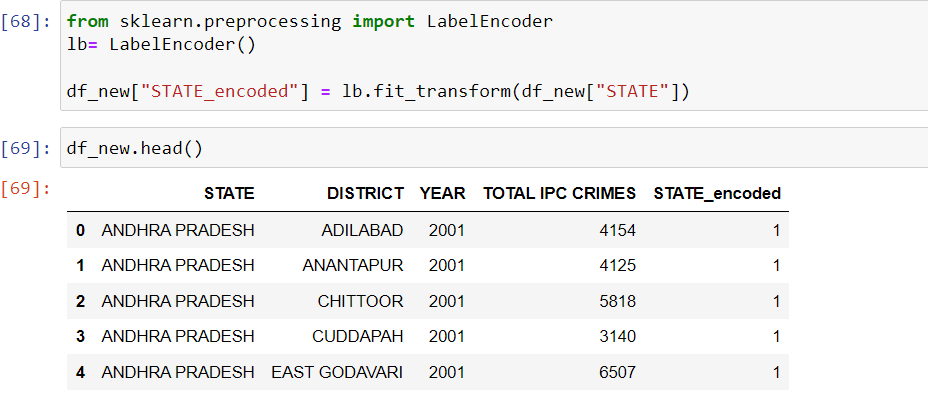 [68]: from sklearn.preprocessing import LabelEncoder
lb= LabelEncoder()
df_new["STATE_encoded"] = lb.fit_transform(df_new["STATE"])
[69]: df_new.head()
[69]:
STATE DISTRICT YEAR TOTAL IPC CRIMES STATE_encoded
0 ANDHRA PRADESH ADILABAD 2001 4154 1
1 ANDHRA PRADESH ANANTAPUR 2001 4125 1
2 ANDHRA PRADESH CHITTOOR 2001 5818 1
3 ANDHRA PRADESH CUDDAPAH 2001 3140 1
4 ANDHRA PRADESH EAST GODAVARI 2001 6507 1